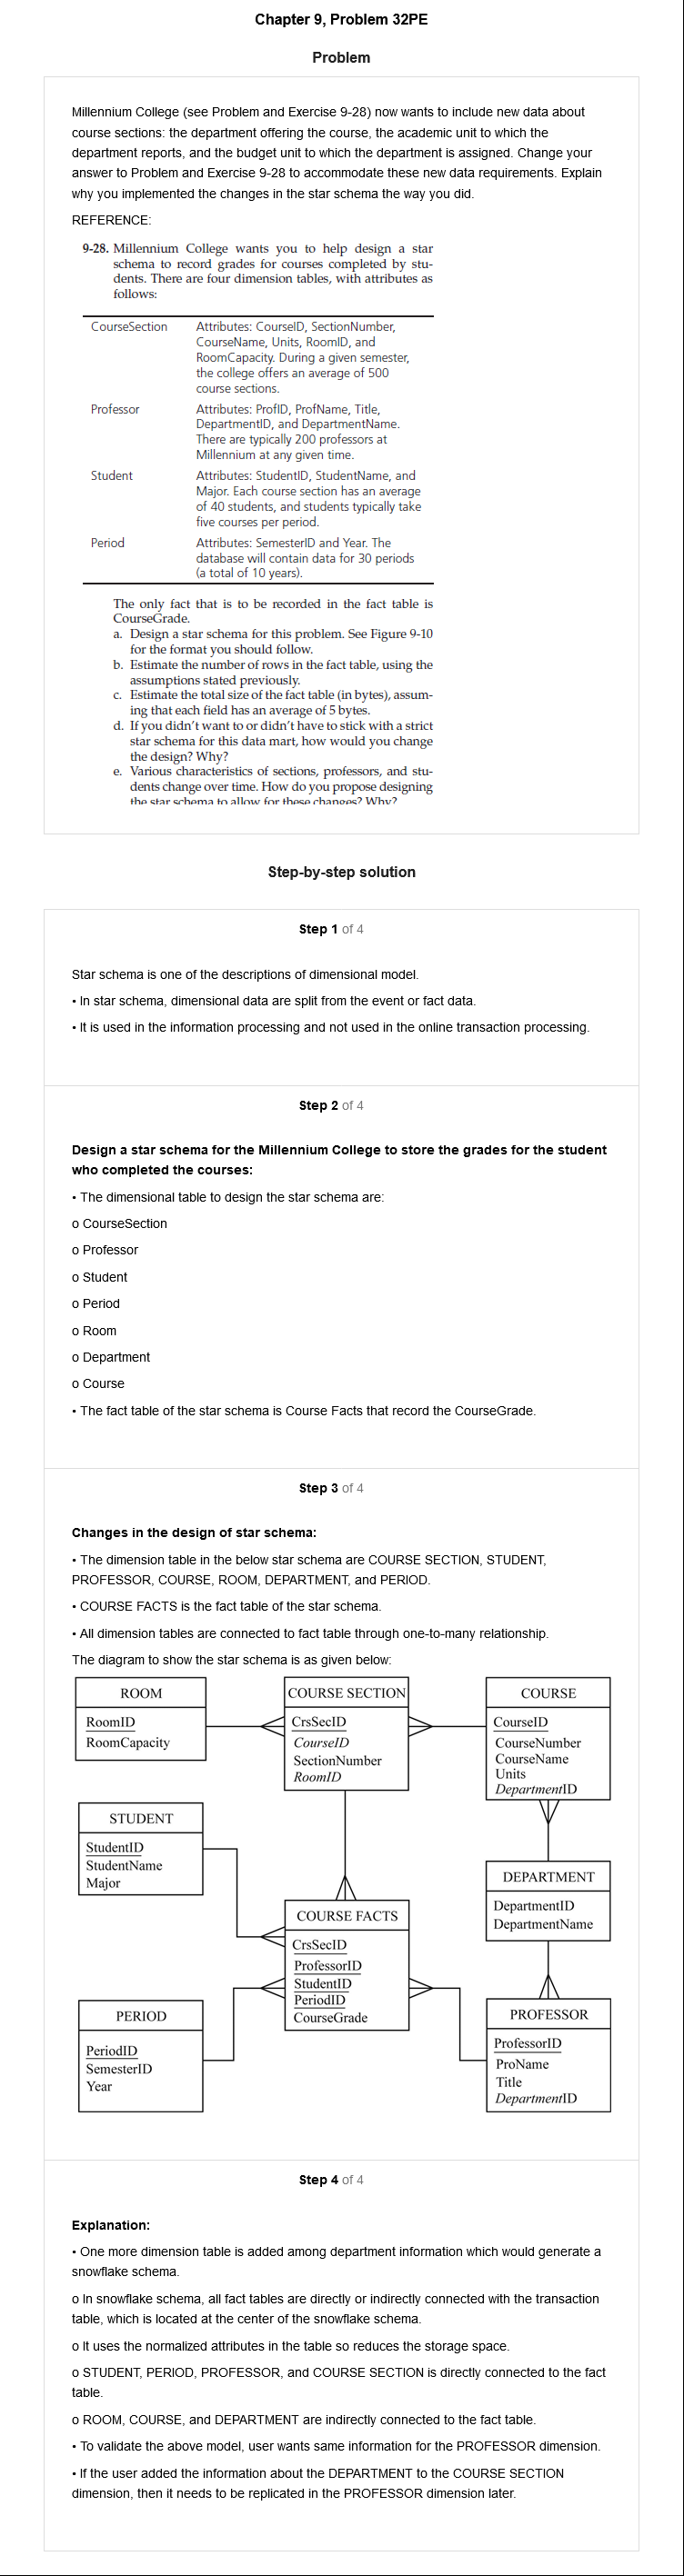 Chapter 9, Problem 32PE
Problem
Millennium College (see Problem and Exercise 9-28) now wants to include new data about
course sections: the department offering the course, the academic unit to which the
department reports, and the budget unit to which the department is assigned. Change your
answer to Problem and Exercise 9-28 to accommodate these new data requirements. Explain
why you implemented the changes in the star schema the way you did.
REFERENCE:
9-28. Millennium College wants you to help design a star
schema to record grades for courses completed by stu-
dents. There are four dimension tables, with attributes as
follows:
CourseSection Attributes: CourseID, SectionNumber,
CourseName, Units, RoomID, and
RoomCapacity. During a given semester,
the college offers an average of 500
course sections.
Professor Attributes: ProfID, ProfName, Title,
DepartmentID, and DepartmentName.
There are typically 200 professors at
Millennium at any given time.
Student Attributes: StudentID, StudentName, and
Major. Each course section has an average
of 40 students, and students typically take
five courses per period.
Period Attributes: SemesterID and Year. The
database will contain data for 30 periods
(a total of 10 years).
The only fact that is to be recorded in the fact table is
CourseGrade.
a. Design a star schema for this problem. See Figure 9-10
for the format you should follow.
b. Estimate the number of rows in the fact table, using the
assumptions stated previously.
c. Estimate the total size of the fact table (in bytes), assum-
ing that each field has an average of 5 bytes.
d. If you didn't want to or didn't have to stick with a strict
star schema for this data mart, how would you change
the design? Why?
e. Various characteristics of sections, professors, and stu-
dents change over time. How do you propose designing
the star schema to allow for these changes? Why?
Step-by-step solution
Step 1 of 4
Star schema is one of the descriptions of dimensional model.
• In star schema, dimensional data are split from the event or fact data.
• It is used in the information processing and not used in the online transaction processing.
Step 2 of 4
Design a star schema for the Millennium College to store the grades for the student
who completed the courses:
• The dimensional table to design the star schema are:
o CourseSection
o Professor
o Student
o Period
o Room
o Department
o Course
• The fact table of the star schema is Course Facts that record the CourseGrade.
Step 3 of 4
Changes in the design of star schema:
• The dimension table in the below star schema are COURSE SECTION, STUDENT,
PROFESSOR, COURSE, ROOM, DEPARTMENT, and PERIOD.
• COURSE FACTS is the fact table of the star schema.
• All dimension tables are connected to fact table through one-to-many relationship.
The diagram to show the star schema is as given below:
ROOM
RoomID
RoomCapacity
COURSE SECTION
CrsSecID
CourseID
SectionNumber
RoomID
COURSE
CourseID
CourseNumber
CourseName
Units
DepartmentID
STUDENT
StudentID
StudentName
Major
DEPARTMENT
DepartmentID
DepartmentName
COURSE FACTS
CrsSecID
ProfessorID
StudentID
PeriodID
CourseGrade
PERIOD
PeriodID
SemesterID
Year
PROFESSOR
ProfessorID
ProName
Title
DepartmentID
Step 4 of 4
Explanation:
• One more dimension table is added among department information which would generate a
snowflake schema.
o In snowflake schema, all fact tables are directly or indirectly connected with the transaction
table, which is located at the center of the snowflake schema.
o It uses the normalized attributes in the table so reduces the storage space.
o STUDENT, PERIOD, PROFESSOR, and COURSE SECTION is directly connected to the fact
table.
o ROOM, COURSE, and DEPARTMENT are indirectly connected to the fact table.
• To validate the above model, user wants same information for the PROFESSOR dimension.
• If the user added the information about the DEPARTMENT to the COURSE SECTION
dimension, then it needs to be replicated in the PROFESSOR dimension later.